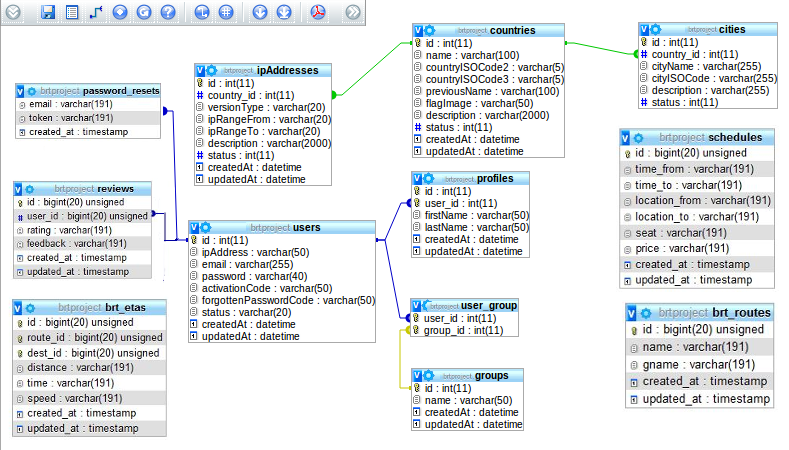 brtproject password_resets
email : varchar(191)
token : varchar(191)
created_at : timestamp
brtproject reviews
id : bigint(20) unsigned
user_id : bigint(20) unsigned
rating : varchar(191)
feedback : varchar(191)
created_at : timestamp
updated_at : timestamp
brtproject brt_etas
id : bigint(20) unsigned
route_id : bigint(20) unsigned
dest_id : bigint(20) unsigned
distance : varchar(191)
time : varchar(191)
speed : varchar(191)
created_at : timestamp
updated_at : timestamp
brtproject ipAddresses
id : int(11)
country_id : int(11)
versionType : varchar(20)
ipRangeFrom : varchar(20)
ipRangeTo : varchar(20)
description : varchar(2000)
status : int(11)
createdAt : datetime
updatedAt : datetime
brtproject users
id : int(11)
ipAddress : varchar(50)
email : varchar(255)
password : varchar(40)
activationCode : varchar(50)
forgottenPasswordCode : varchar(50)
status : varchar(20)
createdAt : datetime
updatedAt : datetime
brtproject countries
id : int(11)
name : varchar(100)
countryISOCode2 : varchar(5)
countryISOCode3 : varchar(5)
previousName : varchar(100)
flagImage : varchar(50)
description : varchar(2000)
status : int(11)
createdAt : datetime
updatedAt : datetime
brtproject profiles
id : int(11)
user_id : int(11)
firstName : varchar(50)
lastName : varchar(50)
createdAt : datetime
updatedAt : datetime
brtproject user_group
user_id : int(11)
group_id : int(11)
brtproject groups
id : int(11)
name : varchar(50)
createdAt : datetime
updatedAt : datetime
brtproject cities
id : int(11)
country_id : int(11)
cityName : varchar(255)
cityISOCode : varchar(255)
description : varchar(255)
status : int(11)
brtproject schedules
id : bigint(20) unsigned
time_from : varchar(191)
time_to : varchar(191)
location_from : varchar(191)
location_to : varchar(191)
seat : varchar(191)
price : varchar(191)
created_at : timestamp
updated_at : timestamp
brtproject brt_routes
id : bigint(20) unsigned
name : varchar(191)
gname : varchar(191)
created_at : timestamp
updated_at : timestamp